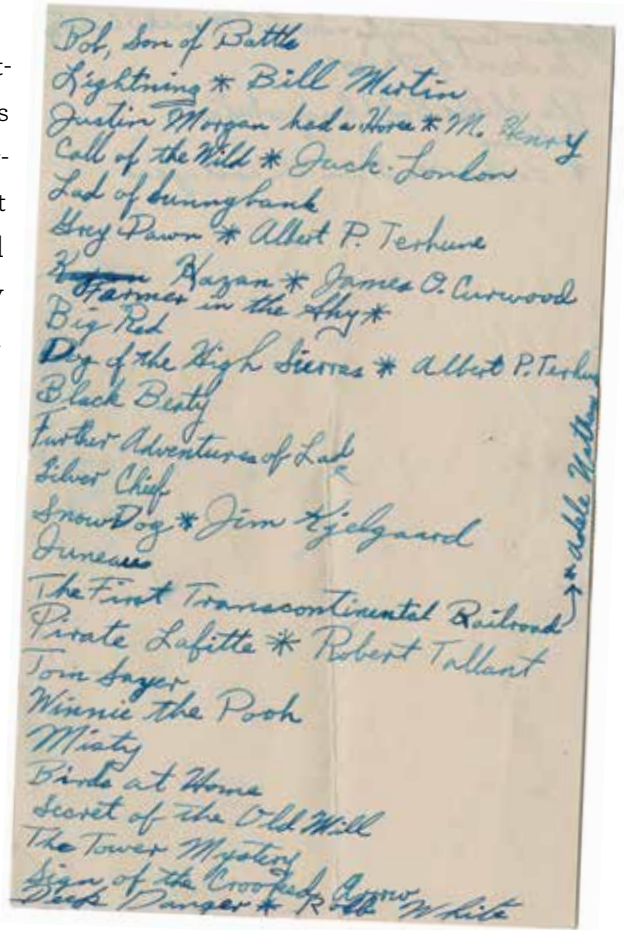 Bob, Son of Battle
Lightning * Bill Martin
Justin Morgan had a Horse * M. Henry
Call of the Wild * Jack London
Lad of Sunnybank
Grey Dawn * Albert P. Terhune
Kazan * James O. Curwood
Farmer in the Sky *
Big Red
Dog of the High Sierras * Albert P. Terhu
Black Beaty
Further Adventures of Lad
Silver Chief
Snow Dog * Jim Kjelgaard
Juneau
The First Transcontinental Railroad → * Adele Nathan
Pirate Lafitte * Robert Tallant
Tom Sayer
Winnie the Pooh
Misty
Birds at Home
Secret of the Old Mill
The Tower Mystery
Sign of the Crooked Arrow
Deep Danger * Robb White